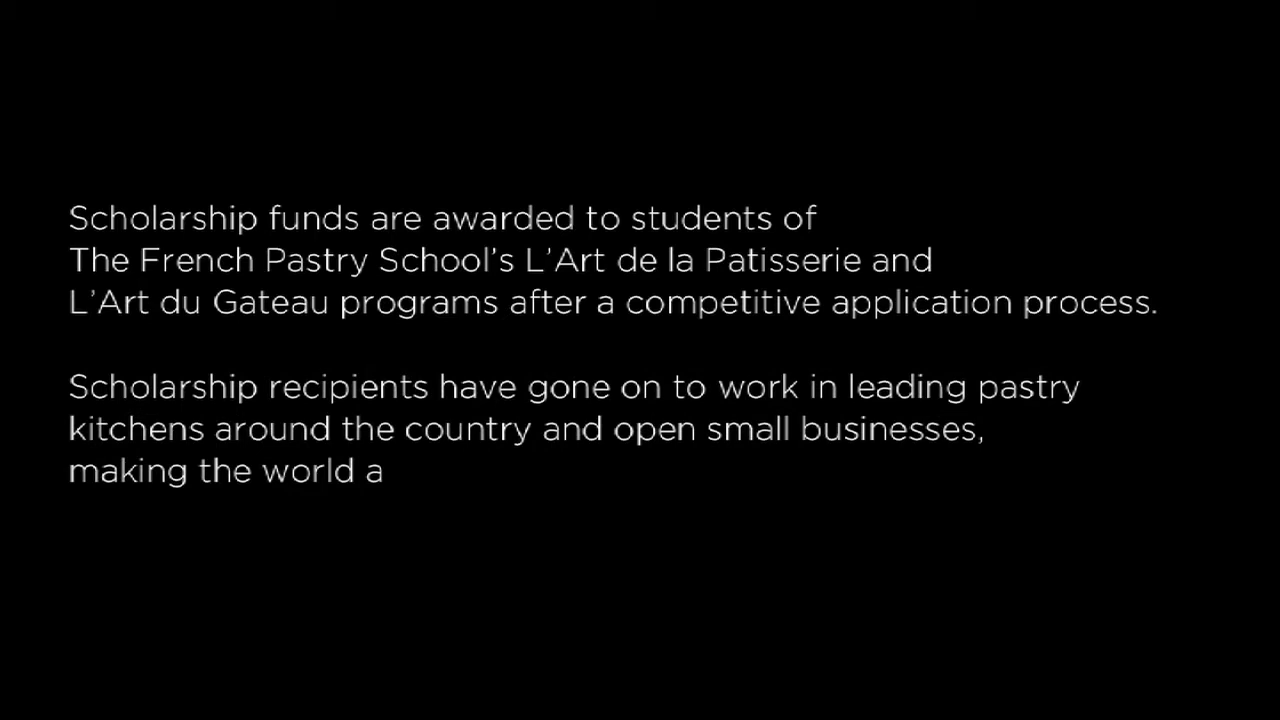 Scholarship funds are awarded to students of
The French Pastry School’s L’Art de la Patisserie and
L’Art du Gateau programs after a competitive application process.
Scholarship recipients have gone on to work in leading pastry
kitchens around the country and open small businesses,
making the world a